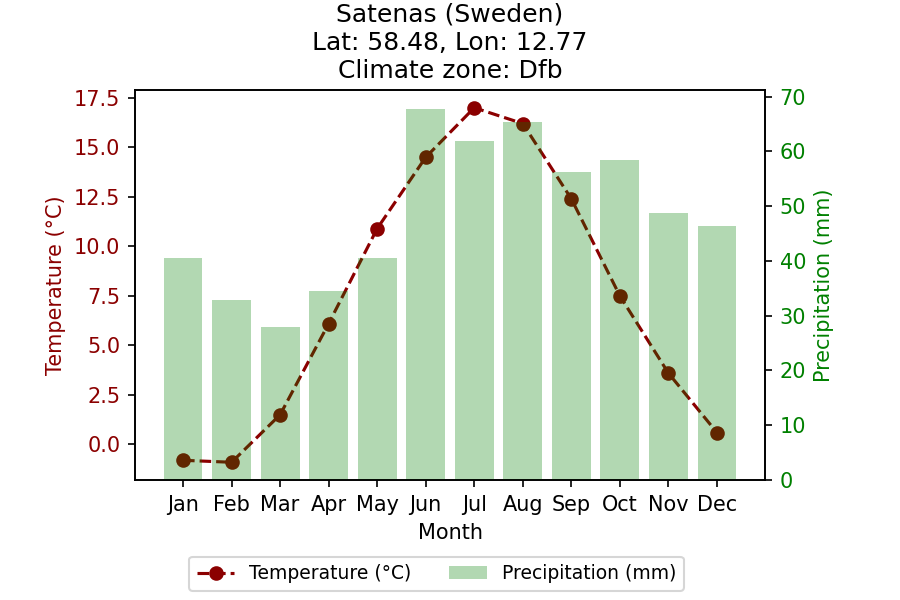 Satenas (Sweden)
Lat: 58.48, Lon: 12.77
Climate zone: Dfb
Temperature (°C)
17.5
15.0
12.5
10.0
7.5
5.0
2.5
0.0
70
60
50
40
30
20
10
0
Precipitation (mm)
Jan Feb Mar Apr May Jun Jul Aug Sep Oct Nov Dec
Month
Temperature (°C) Precipitation (mm)